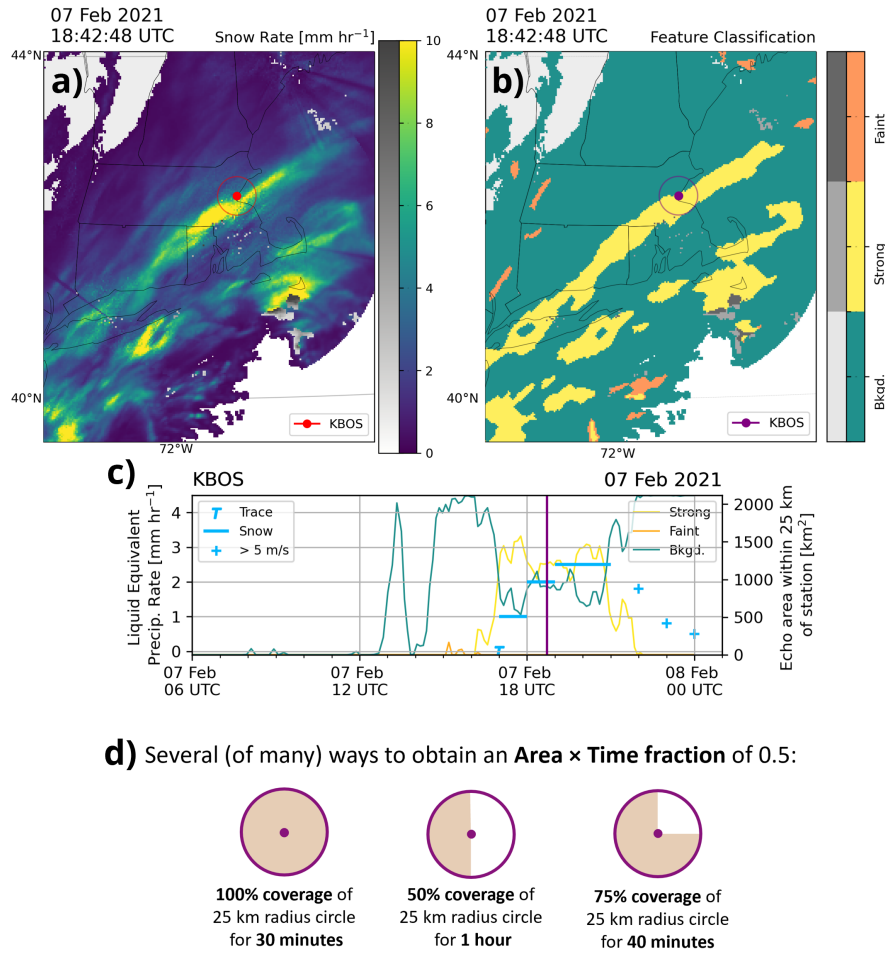 07 Feb 2021
18:42:48 UTC
Snow Rate [mm hr⁻¹]
44°N
a)
40°N
72°W
KBOS
10
8
6
4
2
0
07 Feb 2021
18:42:48 UTC
Feature Classification
44°N
b)
40°N
72°W
KBOS
Faint
Strong
Bkgd.
c)
KBOS
07 Feb 2021
Liquid Equivalent
Precip. Rate [mm hr⁻¹]
4
3
2
1
0
Trace
Snow
> 5 m/s
Strong
Faint
Bkgd.
2000
1500
1000
500
0
Echo area within 25 km
of station [km²]
07 Feb
06 UTC
07 Feb
12 UTC
07 Feb
18 UTC
08 Feb
00 UTC
d) Several (of many) ways to obtain an Area × Time fraction of 0.5:
100% coverage of
25 km radius circle
for 30 minutes
50% coverage of
25 km radius circle
for 1 hour
75% coverage of
25 km radius circle
for 40 minutes